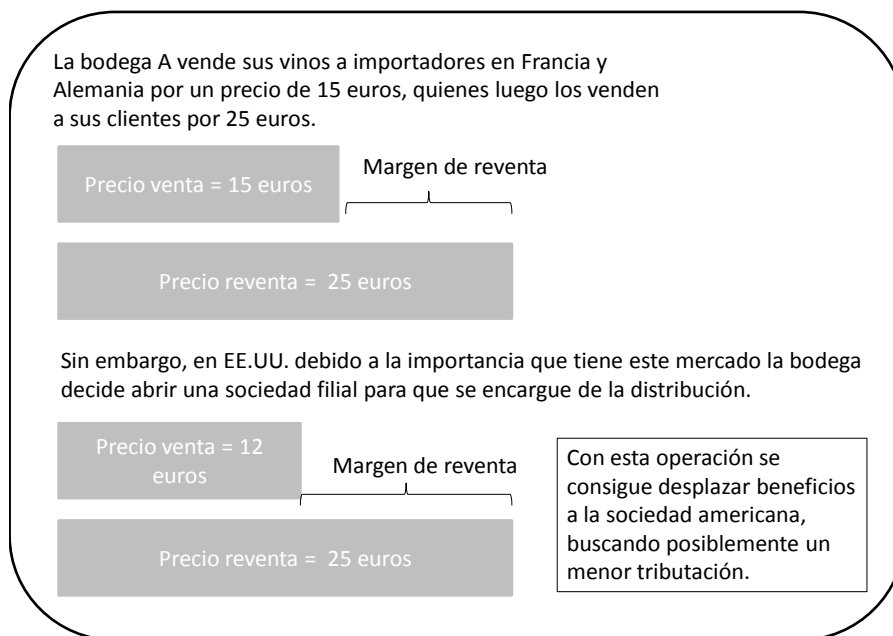 La bodega A vende sus vinos a importadores en Francia y
Alemania por un precio de 15 euros, quienes luego los venden
a sus clientes por 25 euros.
Precio venta = 15 euros
Margen de reventa
Precio reventa =  25 euros
Sin embargo, en EE.UU. debido a la importancia que tiene este mercado la bodega
decide abrir una sociedad filial para que se encargue de la distribución.
Precio venta = 12
euros
Margen de reventa
Precio reventa =  25 euros
Con esta operación se
consigue desplazar beneficios
a la sociedad americana,
buscando posiblemente un
menor tributación.